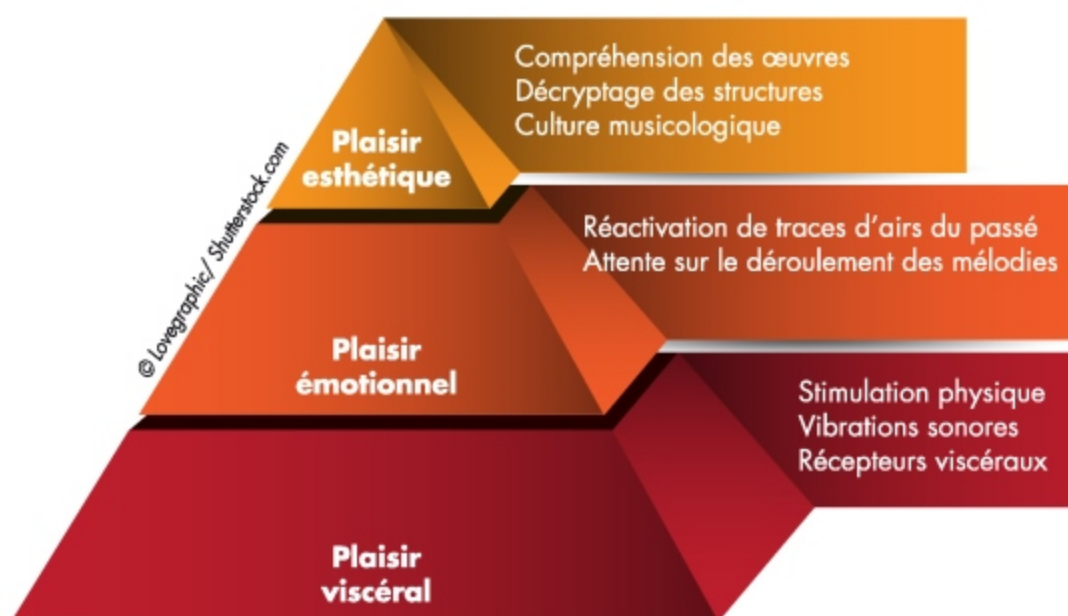 Compréhension des œuvres
Décryptage des structures
Culture musicologique
Plaisir
esthétique
© Lovegraphic/ Shutterstock.com
Réactivation de traces d'airs du passé
Attente sur le déroulement des mélodies
Plaisir
émotionnel
Stimulation physique
Vibrations sonores
Récepteurs viscéraux
Plaisir
viscéral